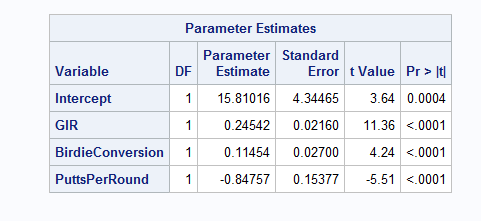 Parameter Estimates
Variable DF Parameter Estimate Standard Error t Value Pr > |t|
Intercept 1 15.81016 4.34465 3.64 0.0004
GIR 1 0.24542 0.02160 11.36 <.0001
BirdieConversion 1 0.11454 0.02700 4.24 <.0001
PuttsPerRound 1 -0.84757 0.15377 -5.51 <.0001